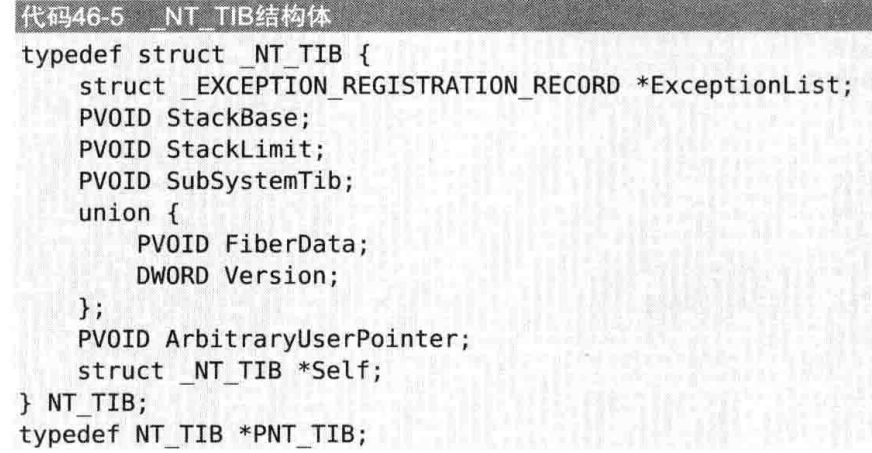 代码46-5 _NT_TIB结构体
typedef struct _NT_TIB {
    struct _EXCEPTION_REGISTRATION_RECORD *ExceptionList;
    PVOID StackBase;
    PVOID StackLimit;
    PVOID SubSystemTib;
    union {
        PVOID FiberData;
        DWORD Version;
    };
    PVOID ArbitraryUserPointer;
    struct _NT_TIB *Self;
} NT_TIB;
typedef NT_TIB *PNT_TIB;